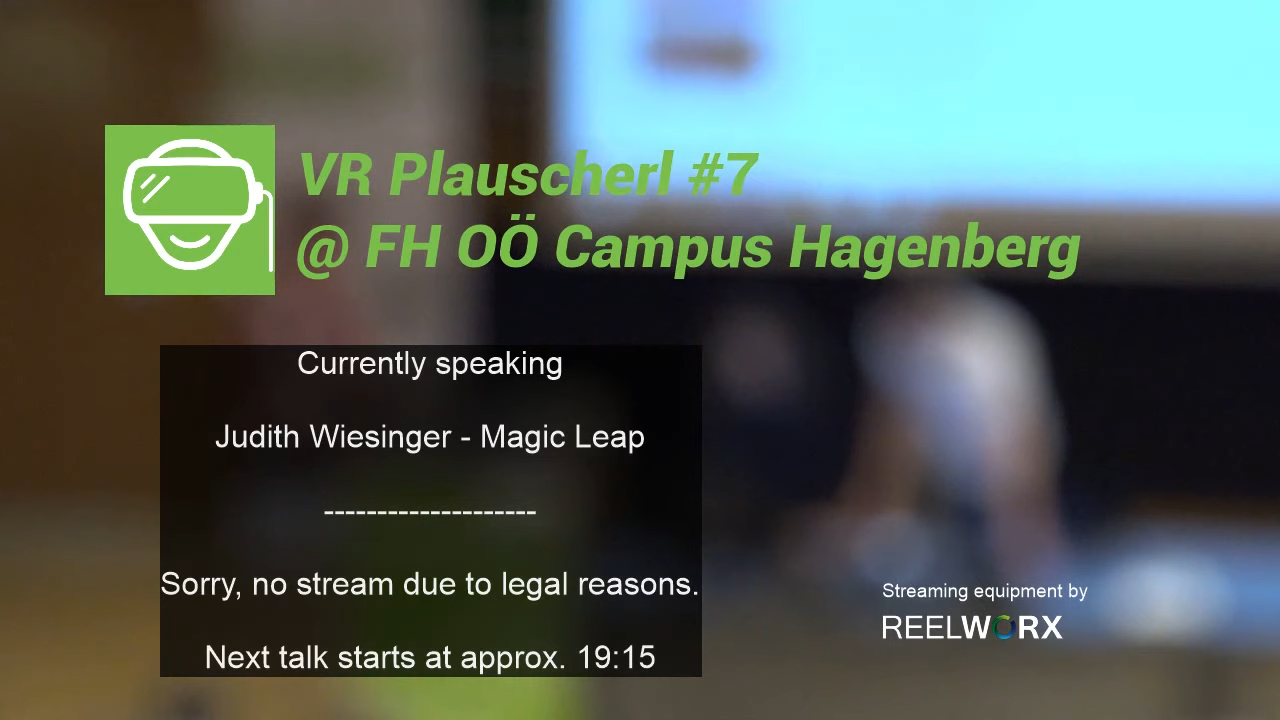 VR Plauscherl #7
@ FH OÖ Campus Hagenberg
Currently speaking
Judith Wiesinger - Magic Leap
--------------------
Sorry, no stream due to legal reasons.
Next talk starts at approx. 19:15
Streaming equipment by
REELWORX